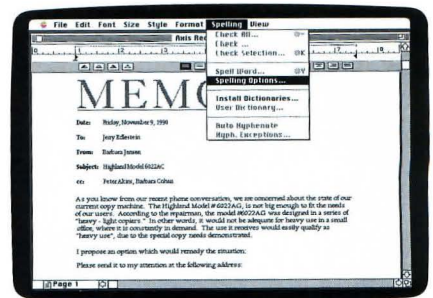 File Edit Font Size Style Format Spelling View
Check All...
Check ...
Check Selection... ⌘K
Spell Word... ⌘Y
Spelling Options...
Install Dictionaries...
User Dictionary...
Auto Hyphenate
Hyph. Exceptions...
MEMO
Date: Friday, November 9, 1990
To: Jerry Edlestein
From: Barbara Jansen
Subject: Highland Model 6022AG
cc: Peter Akins, Barbara Cohan
As you know from our recent phone conversation, we are concerned about the state of our
current copy machine. The Highland Model # 6022AG, is not big enough to fit the needs
of our users. According to the repairman, the model #6022AG was designed in a series of
"heavy - light copiers." In other words, it would not be adequate for heavy use in a small
office, where it is constantly in demand. The use it receives would easily qualify as
"heavy use", due to the special copy needs demonstrated.
I propose an option which would remedy the situation:
Please send it to my attention at the following address:
Page 1